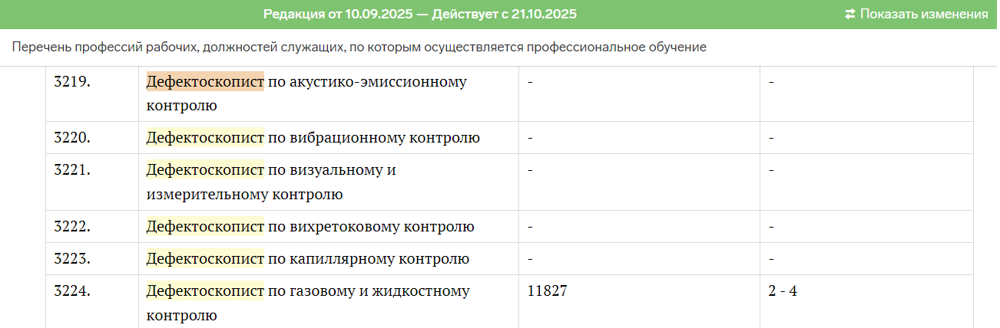 Редакция от 10.09.2025 — Действует с 21.10.2025
Показать изменения
Перечень профессий рабочих, должностей служащих, по которым осуществляется профессиональное обучение
3219. Дефектоскопист по акустико-эмиссионному - -
контролю
3220. Дефектоскопист по вибрационному контролю - -
3221. Дефектоскопист по визуальному и - -
измерительному контролю
3222. Дефектоскопист по вихретоковому контролю - -
3223. Дефектоскопист по капиллярному контролю - -
3224. Дефектоскопист по газовому и жидкостному 11827 2 - 4
контролю